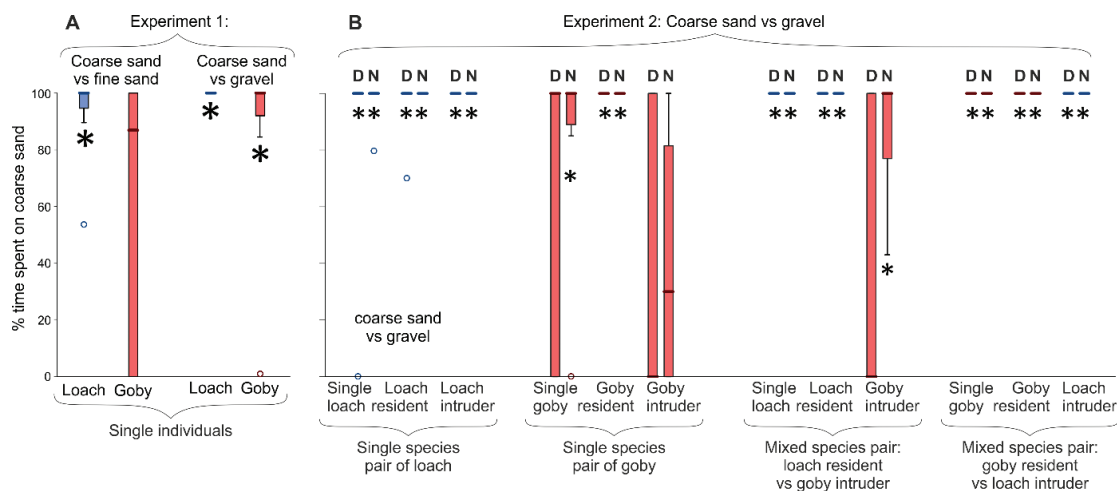 A
Experiment 1:
Coarse sand
vs fine sand
Coarse sand
vs gravel
B
Experiment 2: Coarse sand vs gravel
D N D N D N
D N D N D N
D N D N D N
D N D N D N
* * * *
** ** **
* **
** ** *
** ** **
% time spent on coarse sand
100
80
60
40
20
0
coarse sand
vs gravel
Loach Goby Loach Goby
Single individuals
Single Loach Loach
loach resident intruder
Single species
pair of loach
Single Goby Goby
goby resident intruder
Single species
pair of goby
Single Loach Goby
loach resident intruder
Mixed species pair:
loach resident
vs goby intruder
Single Goby Loach
goby resident intruder
Mixed species pair:
goby resident
vs loach intruder